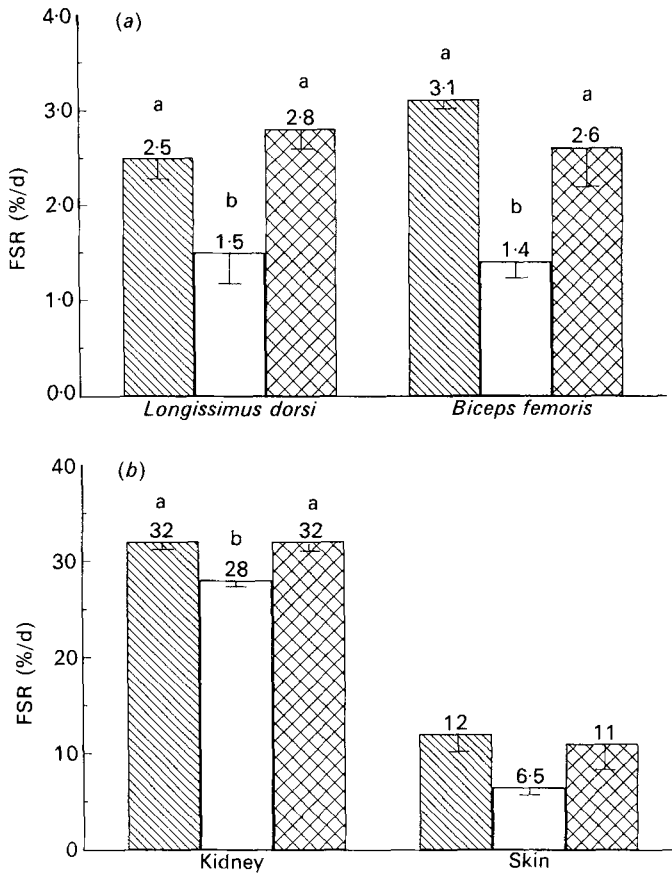 4·0
(a)
3·0
2·0
1·0
0·0
FSR (%/d)
a
2·5
b
1·5
a
2·8
a
3·1
b
1·4
a
2·6
Longissimus dorsi
Biceps femoris
40
(b)
30
20
10
0
FSR (%/d)
a
32
b
28
a
32
12
6·5
11
Kidney
Skin